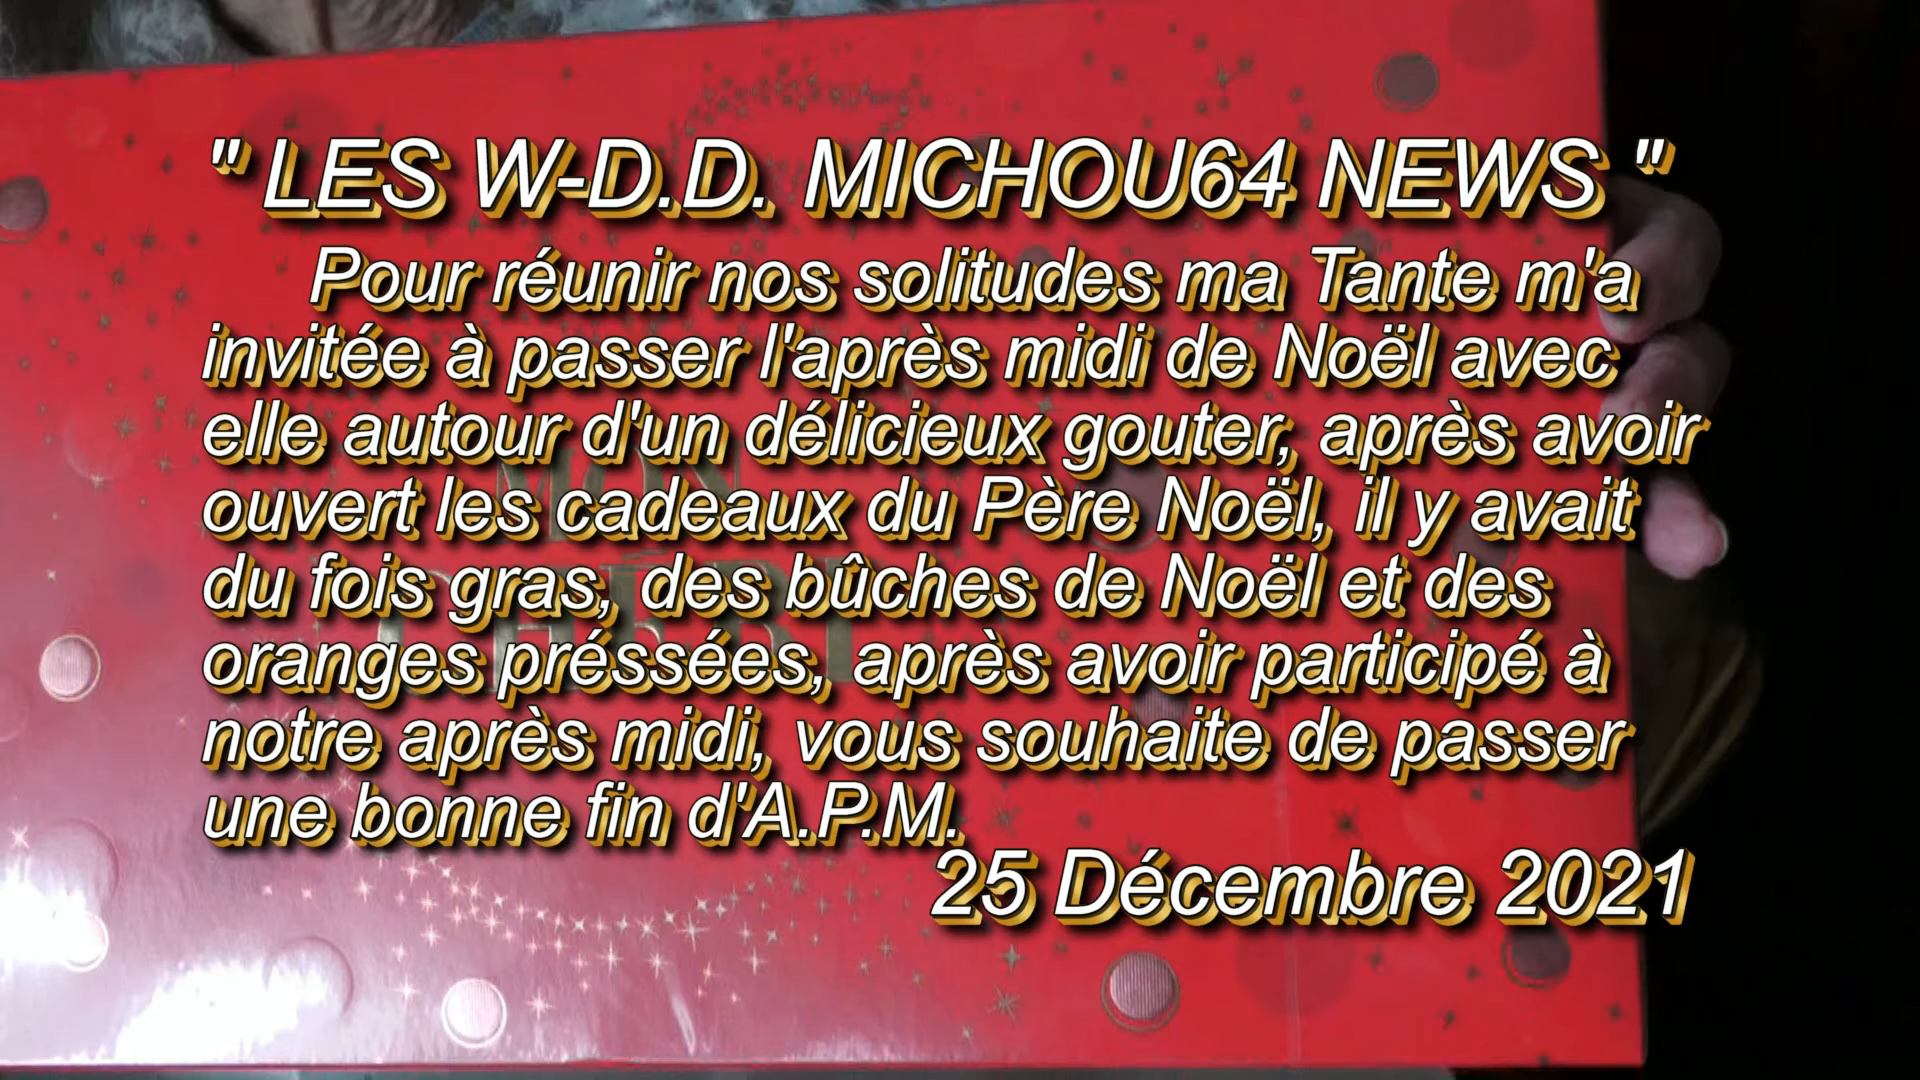 " LES W-D.D. MICHOU64 NEWS "
Pour réunir nos solitudes ma Tante m'a
invitée à passer l'après midi de Noël avec
elle autour d'un délicieux gouter, après avoir
ouvert les cadeaux du Père Noël, il y avait
du fois gras, des bûches de Noël et des
oranges préssées, après avoir participé à
notre après midi, vous souhaite de passer
une bonne fin d'A.P.M.
25 Décembre 2021
MON
CHÉRI